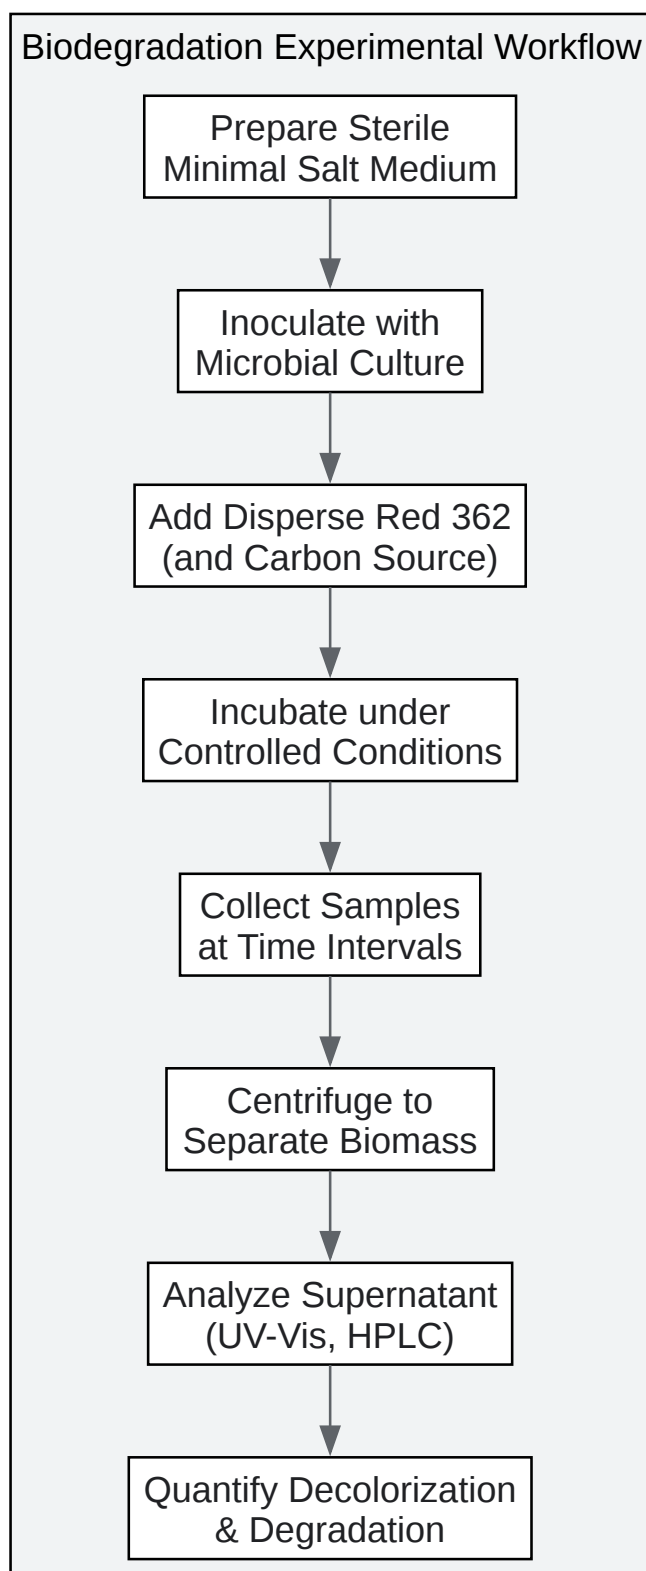 Biodegradation Experimental Workflow
Prepare Sterile
Minimal Salt Medium
Inoculate with
Microbial Culture
Add Disperse Red 362
(and Carbon Source)
Incubate under
Controlled Conditions
Collect Samples
at Time Intervals
Centrifuge to
Separate Biomass
Analyze Supernatant
(UV-Vis, HPLC)
Quantify Decolorization
& Degradation